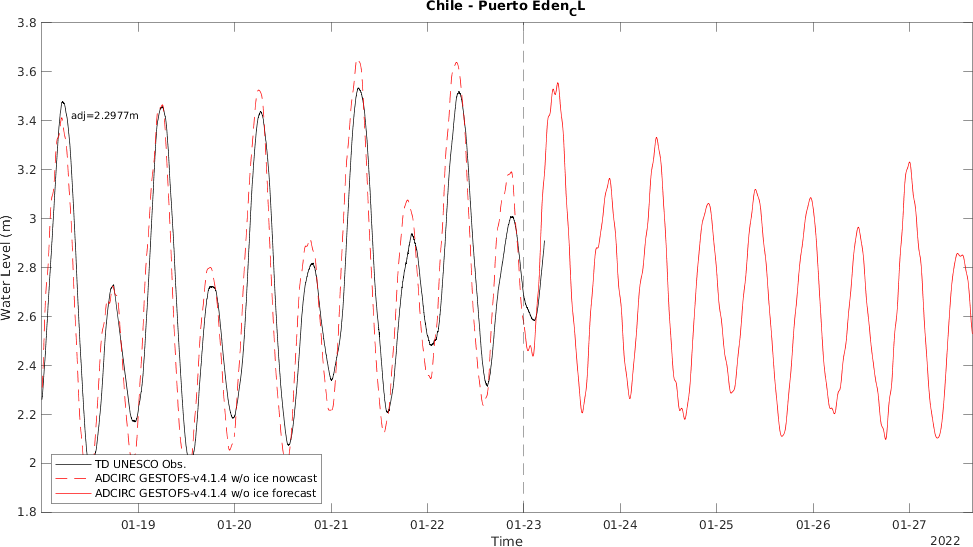 Chile - Puerto Eden_CL
3.8
3.6
3.4
3.2
3
2.8
2.6
2.4
2.2
2
1.8
Water Level (m)
adj=2.2977m
TD UNESCO Obs.
ADCIRC GESTOFS-v4.1.4 w/o ice nowcast
ADCIRC GESTOFS-v4.1.4 w/o ice forecast
01-19 01-20 01-21 01-22 01-23 01-24 01-25 01-26 01-27
Time
2022